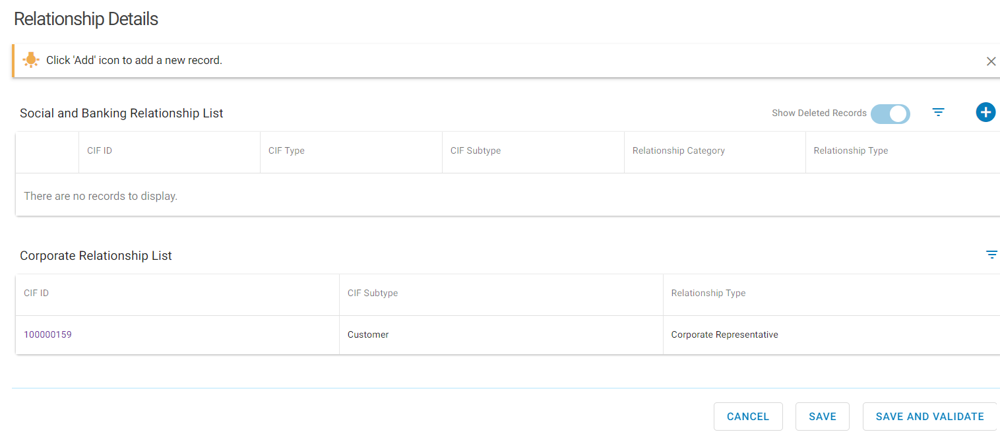 Relationship Details
Click 'Add' icon to add a new record.
Social and Banking Relationship List
Show Deleted Records
CIF ID CIF Type CIF Subtype Relationship Category Relationship Type
There are no records to display.
Corporate Relationship List
CIF ID CIF Subtype Relationship Type
100000159 Customer Corporate Representative
CANCEL SAVE SAVE AND VALIDATE